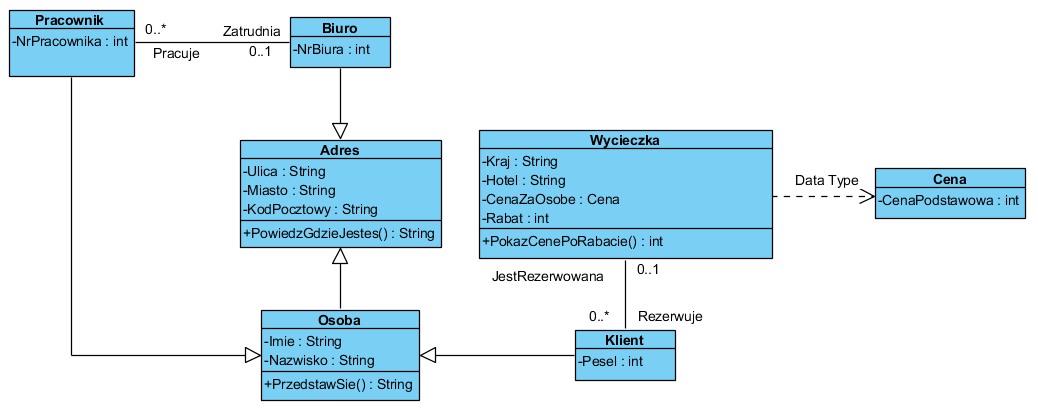 Pracownik
-NrPracownika : int
0..*
Pracuje
Zatrudnia
0..1
Biuro
-NrBiura : int
Adres
-Ulica : String
-Miasto : String
-KodPocztowy : String
+PowiedzGdzieJestes() : String
Wycieczka
-Kraj : String
-Hotel : String
-CenaZaOsobe : Cena
-Rabat : int
+PokazCenePoRabacie() : int
Data Type
Cena
-CenaPodstawowa : int
JestRezerwowana
0..1
0..*
Rezerwuje
Osoba
-Imie : String
-Nazwisko : String
+PrzedstawSie() : String
Klient
-Pesel : int